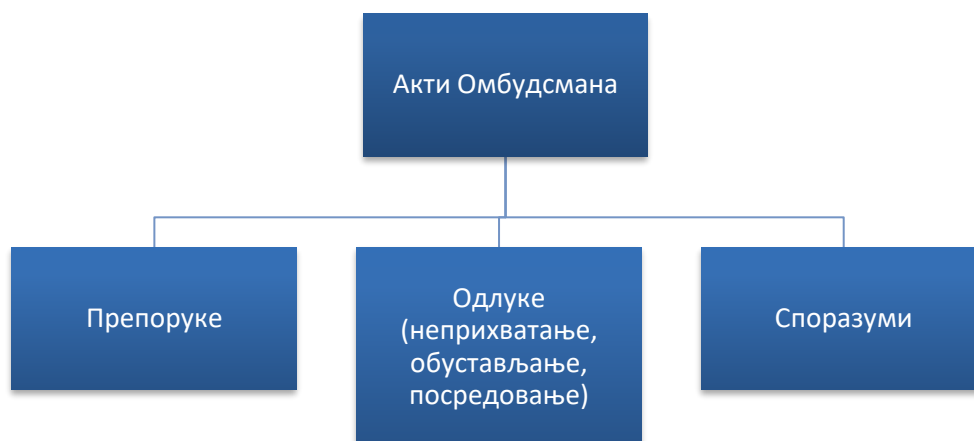 Акти Омбудсмана
Препоруке
Одлуке
(неприхватање,
обустављање,
посредовање)
Споразуми